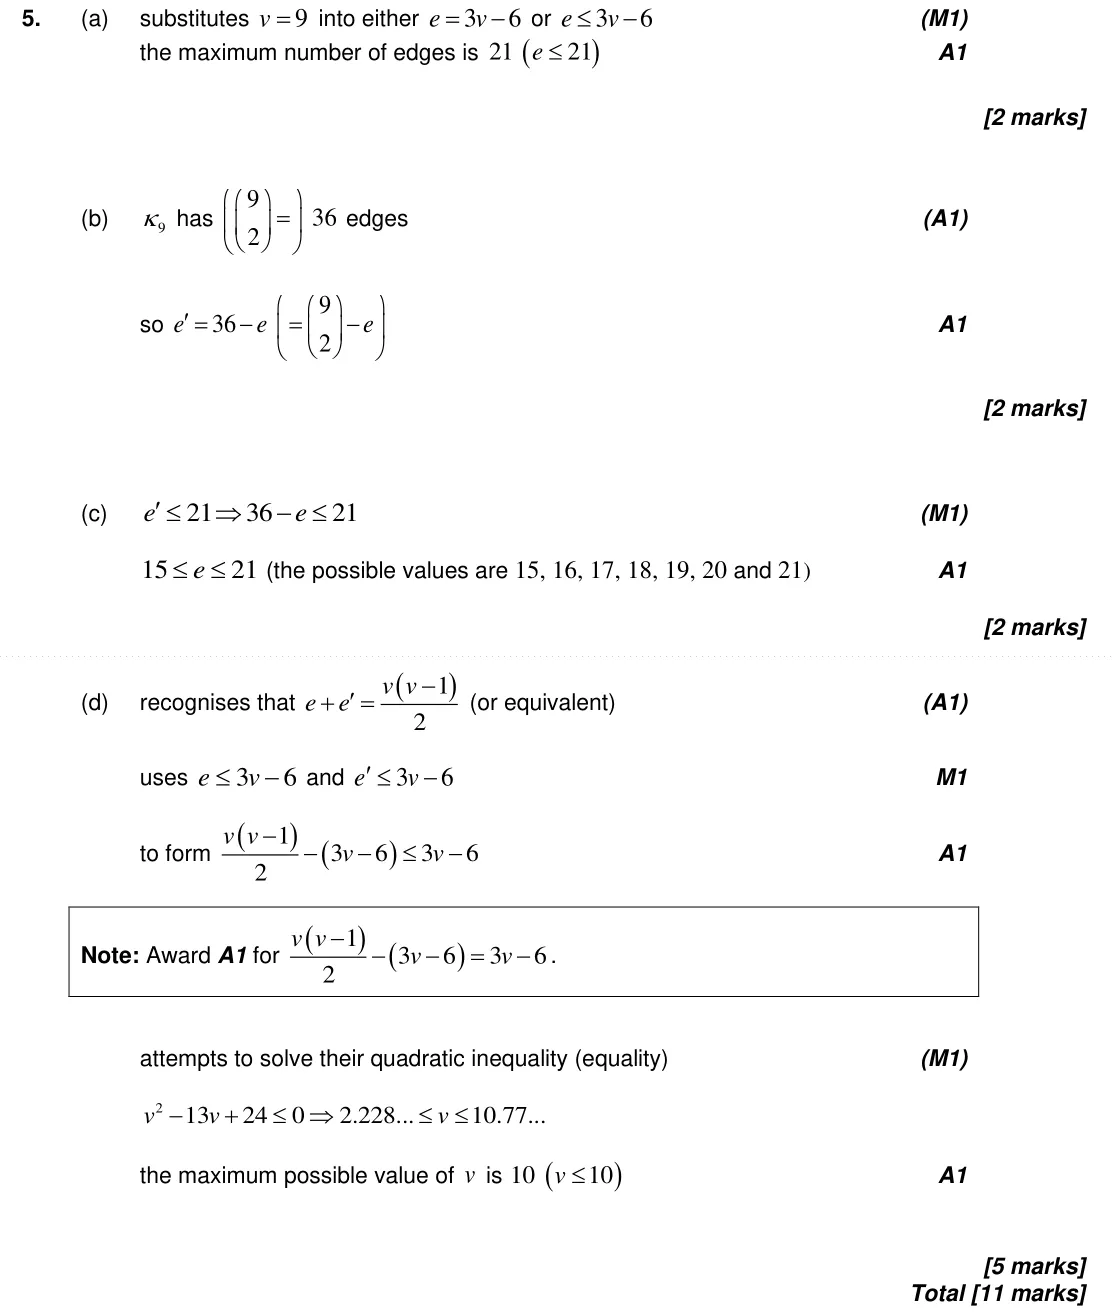 5. (a) substitutes v = 9 into either e = 3v − 6 or e ≤ 3v − 6 (M1)
the maximum number of edges is 21 (e ≤ 21) A1
[2 marks]
(b) κ₉ has ((9 2) =) 36 edges (A1)
so e′ = 36 − e (= (9 2) − e) A1
[2 marks]
(c) e′ ≤ 21 ⇒ 36 − e ≤ 21 (M1)
15 ≤ e ≤ 21 (the possible values are 15, 16, 17, 18, 19, 20 and 21) A1
[2 marks]
(d) recognises that e + e′ = v(v − 1)/2 (or equivalent) (A1)
uses e ≤ 3v − 6 and e′ ≤ 3v − 6 M1
to form v(v − 1)/2 − (3v − 6) ≤ 3v − 6 A1
Note: Award A1 for v(v − 1)/2 − (3v − 6) = 3v − 6.
attempts to solve their quadratic inequality (equality) (M1)
v² − 13v + 24 ≤ 0 ⇒ 2.228... ≤ v ≤ 10.77...
the maximum possible value of v is 10 (v ≤ 10) A1
[5 marks]
Total [11 marks]